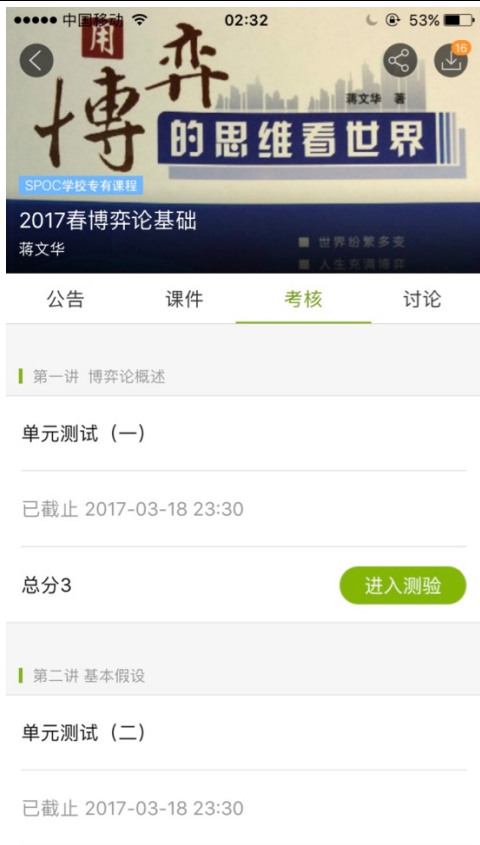 中国移动 02:32 53%
16
用
博弈
蒋文华 著
的思维看世界
SPOC学校专有课程
2017春博弈论基础
蒋文华
世界纷繁多变
人生充满博弈
公告 课件 考核 讨论
第一讲 博弈论概述
单元测试（一）
已截止 2017-03-18 23:30
总分3 进入测验
第二讲 基本假设
单元测试（二）
已截止 2017-03-18 23:30